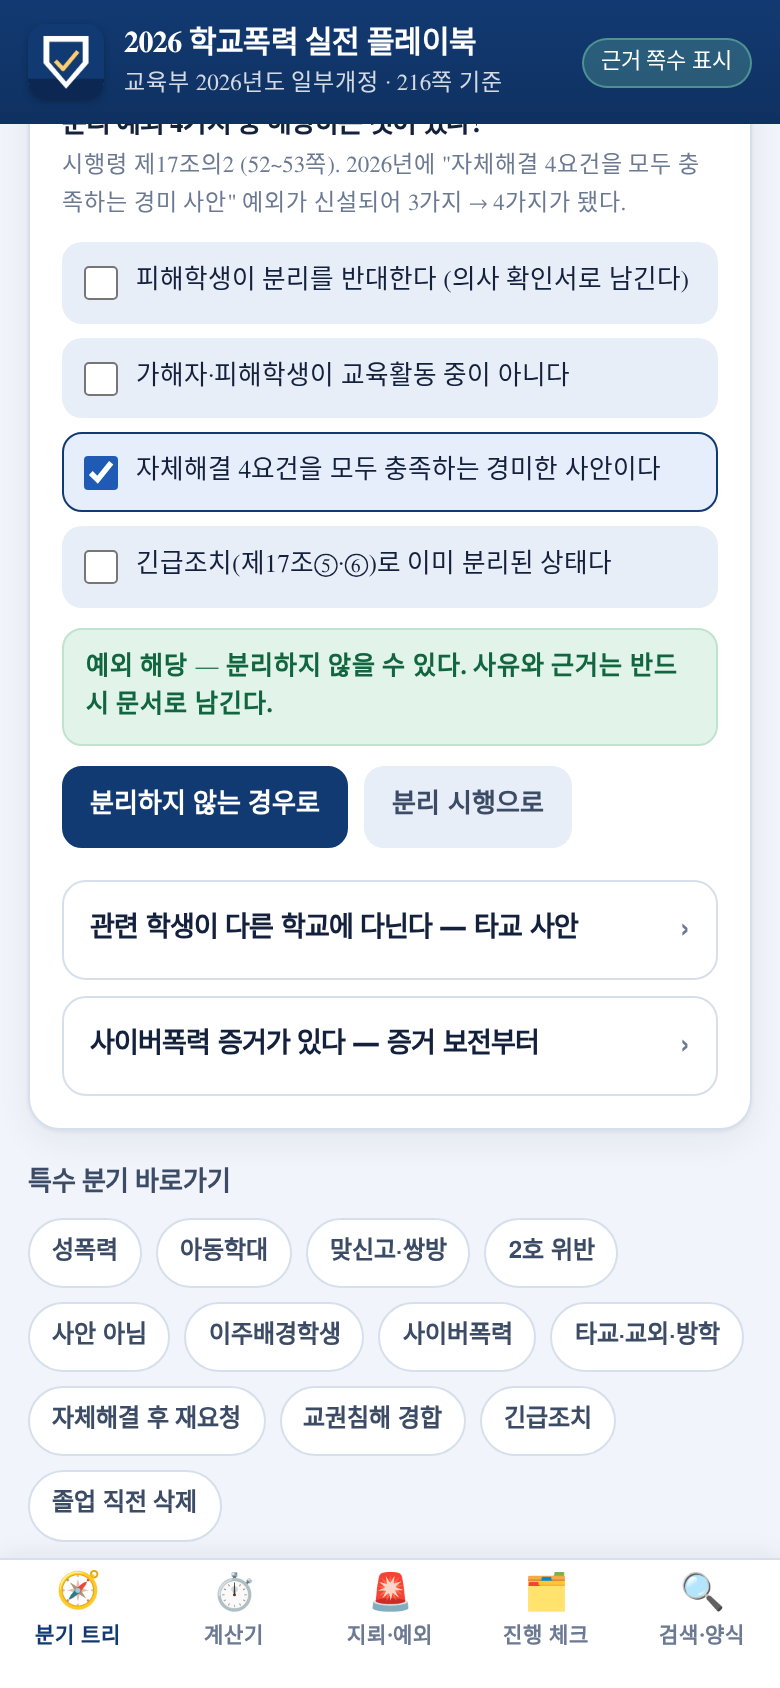 2026 학교폭력 실전 플레이북
교육부 2026년도 일부개정 · 216쪽 기준
근거 쪽수 표시
분리 예외 4가지 중 해당하는 것이 있다?
시행령 제17조의2 (52~53쪽). 2026년에 "자체해결 4요건을 모두 충
족하는 경미 사안" 예외가 신설되어 3가지 → 4가지가 됐다.
피해학생이 분리를 반대한다 (의사 확인서로 남긴다)
가해자·피해학생이 교육활동 중이 아니다
자체해결 4요건을 모두 충족하는 경미한 사안이다
긴급조치(제17조⑤·⑥)로 이미 분리된 상태다
예외 해당 — 분리하지 않을 수 있다. 사유와 근거는 반드
시 문서로 남긴다.
분리하지 않는 경우로
분리 시행으로
관련 학생이 다른 학교에 다닌다 — 타교 사안 ›
사이버폭력 증거가 있다 — 증거 보전부터 ›
특수 분기 바로가기
성폭력 아동학대 맞신고·쌍방 2호 위반
사안 아님 이주배경학생 사이버폭력 타교·교외·방학
자체해결 후 재요청 교권침해 경합 긴급조치
졸업 직전 삭제
분기 트리 계산기 지뢰·예외 진행 체크 검색·양식